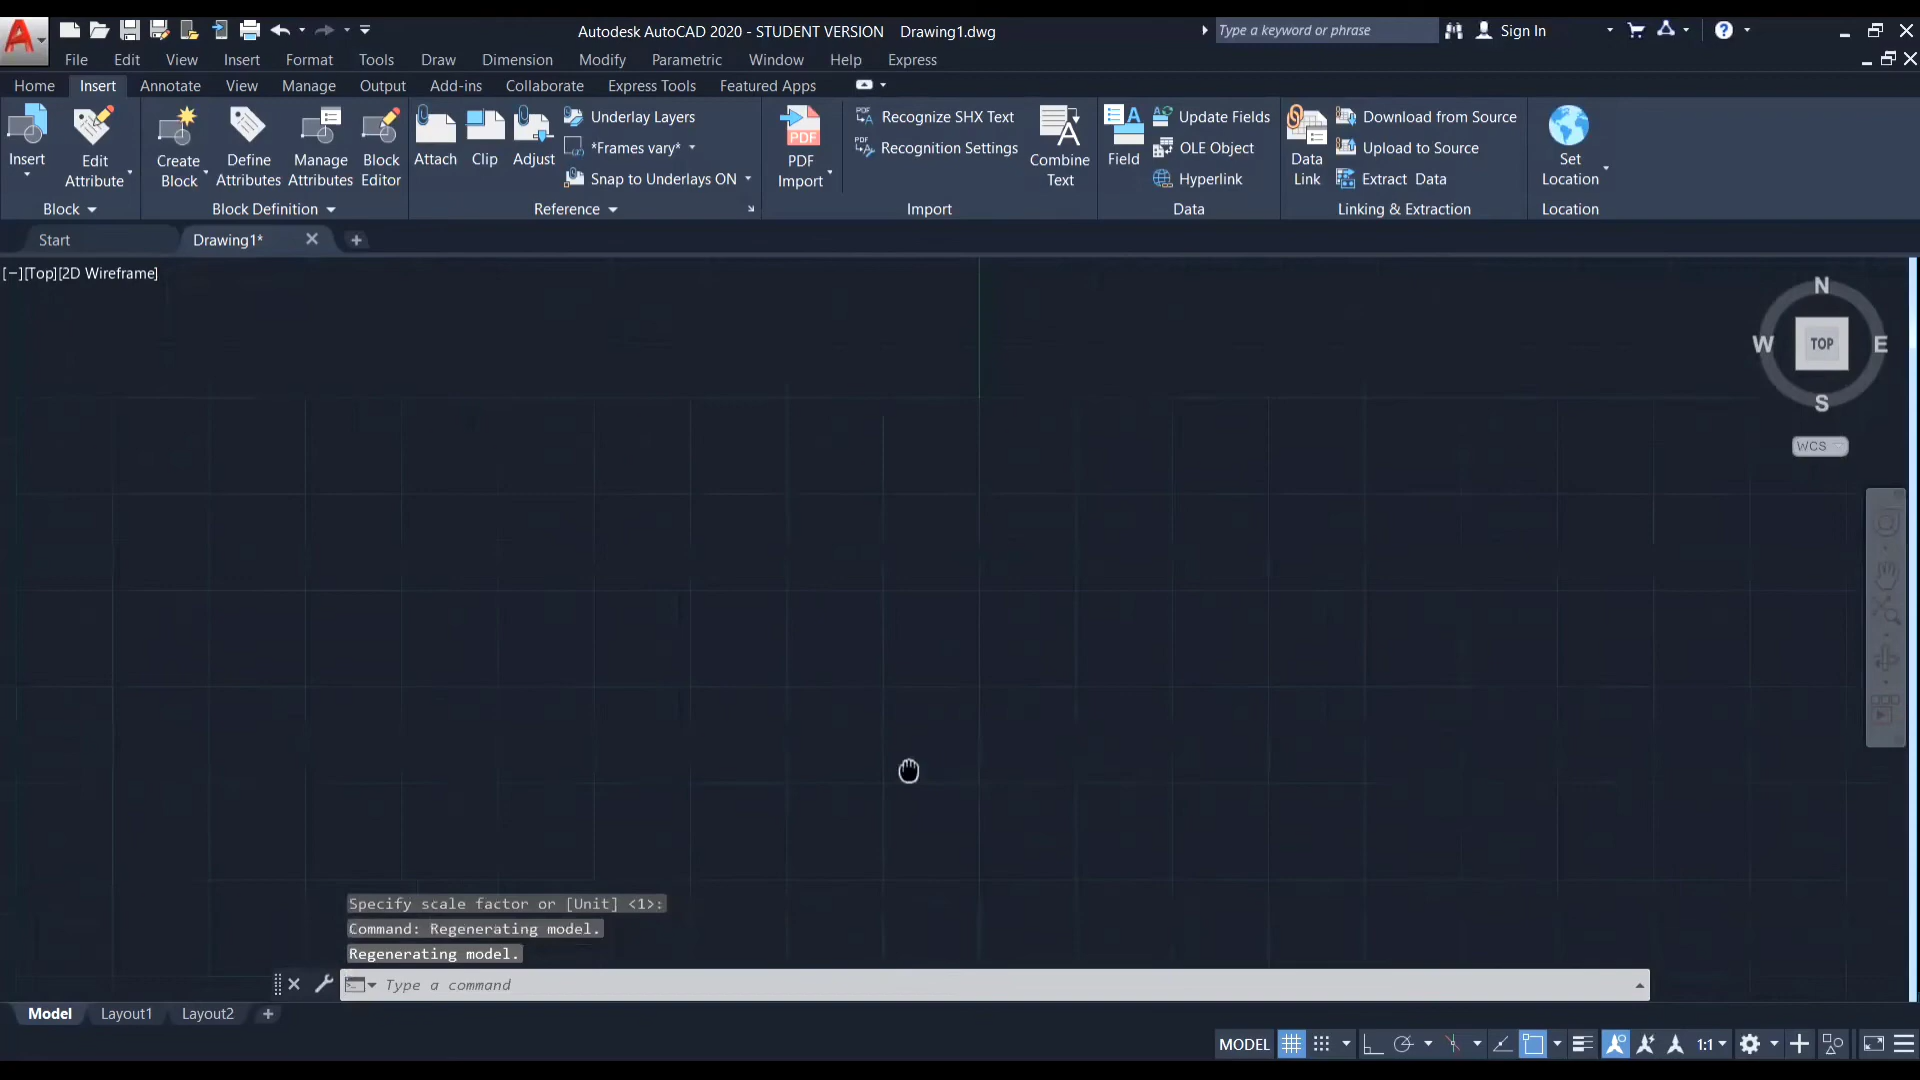 Autodesk AutoCAD 2020 - STUDENT VERSION Drawing1.dwg
Type a keyword or phrase
Sign In
File Edit View Insert Format Tools Draw Dimension Modify Parametric Window Help Express
Home Insert Annotate View Manage Output Add-ins Collaborate Express Tools Featured Apps
Insert
Edit
Attribute
Block
Create
Block
Define
Attributes
Manage
Attributes
Block
Editor
Block Definition
Attach
Clip
Adjust
Underlay Layers
*Frames vary*
Snap to Underlays ON
Reference
PDF
PDF
Import
Recognize SHX Text
Recognition Settings
Combine
Text
Import
Field
Update Fields
OLE Object
Hyperlink
Data
Data
Link
Download from Source
Upload to Source
Extract Data
Linking & Extraction
Set
Location
Location
Start Drawing1*
[−][Top][2D Wireframe]
N
W TOP E
S
WCS
Specify scale factor or [Unit] <1>:
Command: Regenerating model.
Regenerating model.
Type a command
Model Layout1 Layout2
MODEL 1:1